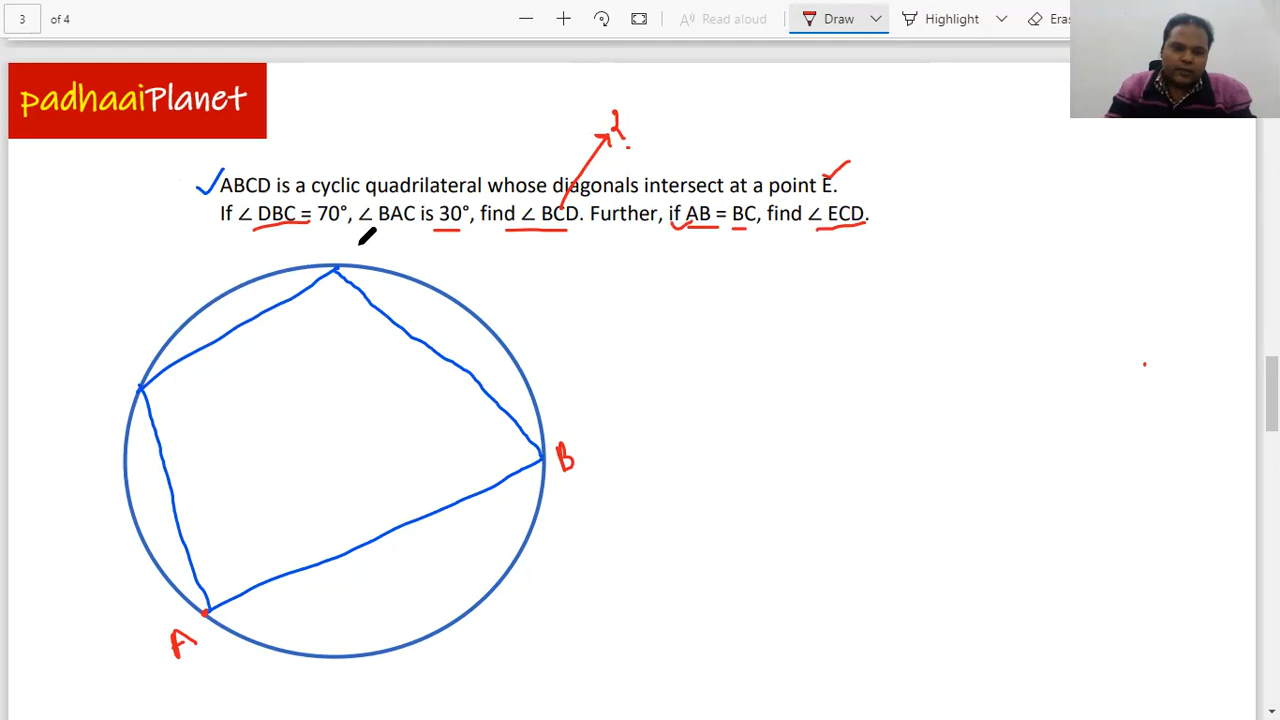 3 of 4
Read aloud
Draw
Highlight
Eras
padhaaiPlanet
?
ABCD is a cyclic quadrilateral whose diagonals intersect at a point E.
If ∠ DBC = 70°, ∠ BAC is 30°, find ∠ BCD. Further, if AB = BC, find ∠ ECD.
B
A